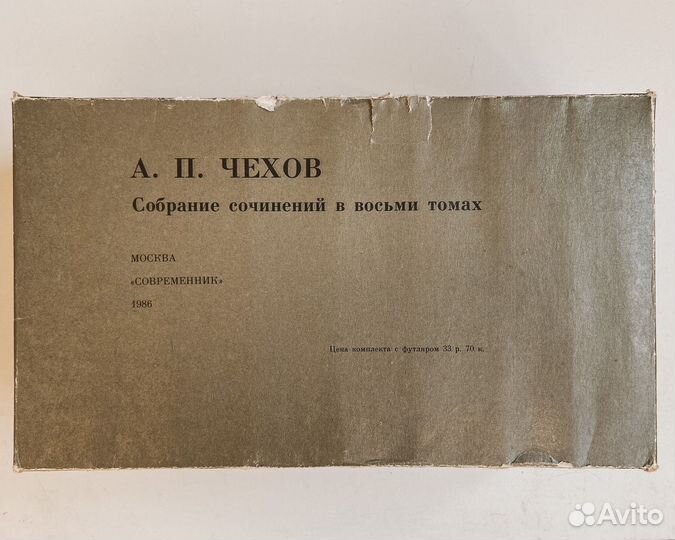 А. П. ЧЕХОВ
Собрание сочинений в восьми томах
МОСКВА
«СОВРЕМЕННИК»
1986
Цена комплекта с футляром 33 р. 70 к.
Avito